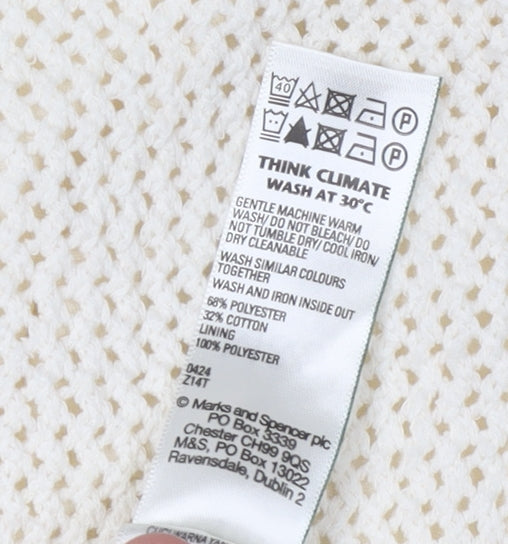 40 P
P
THINK CLIMATE
WASH AT 30°C
GENTLE MACHINE WARM
WASH/ DO NOT BLEACH/ DO
NOT TUMBLE DRY/ COOL IRON/
DRY CLEANABLE
WASH SIMILAR COLOURS
TOGETHER
WASH AND IRON INSIDE OUT
68% POLYESTER
32% COTTON
LINING
100% POLYESTER
0424
Z14T
© Marks and Spencer plc
PO Box 3339
Chester CH99 9QS
M&S, PO Box 13022
Ravensdale, Dublin 2